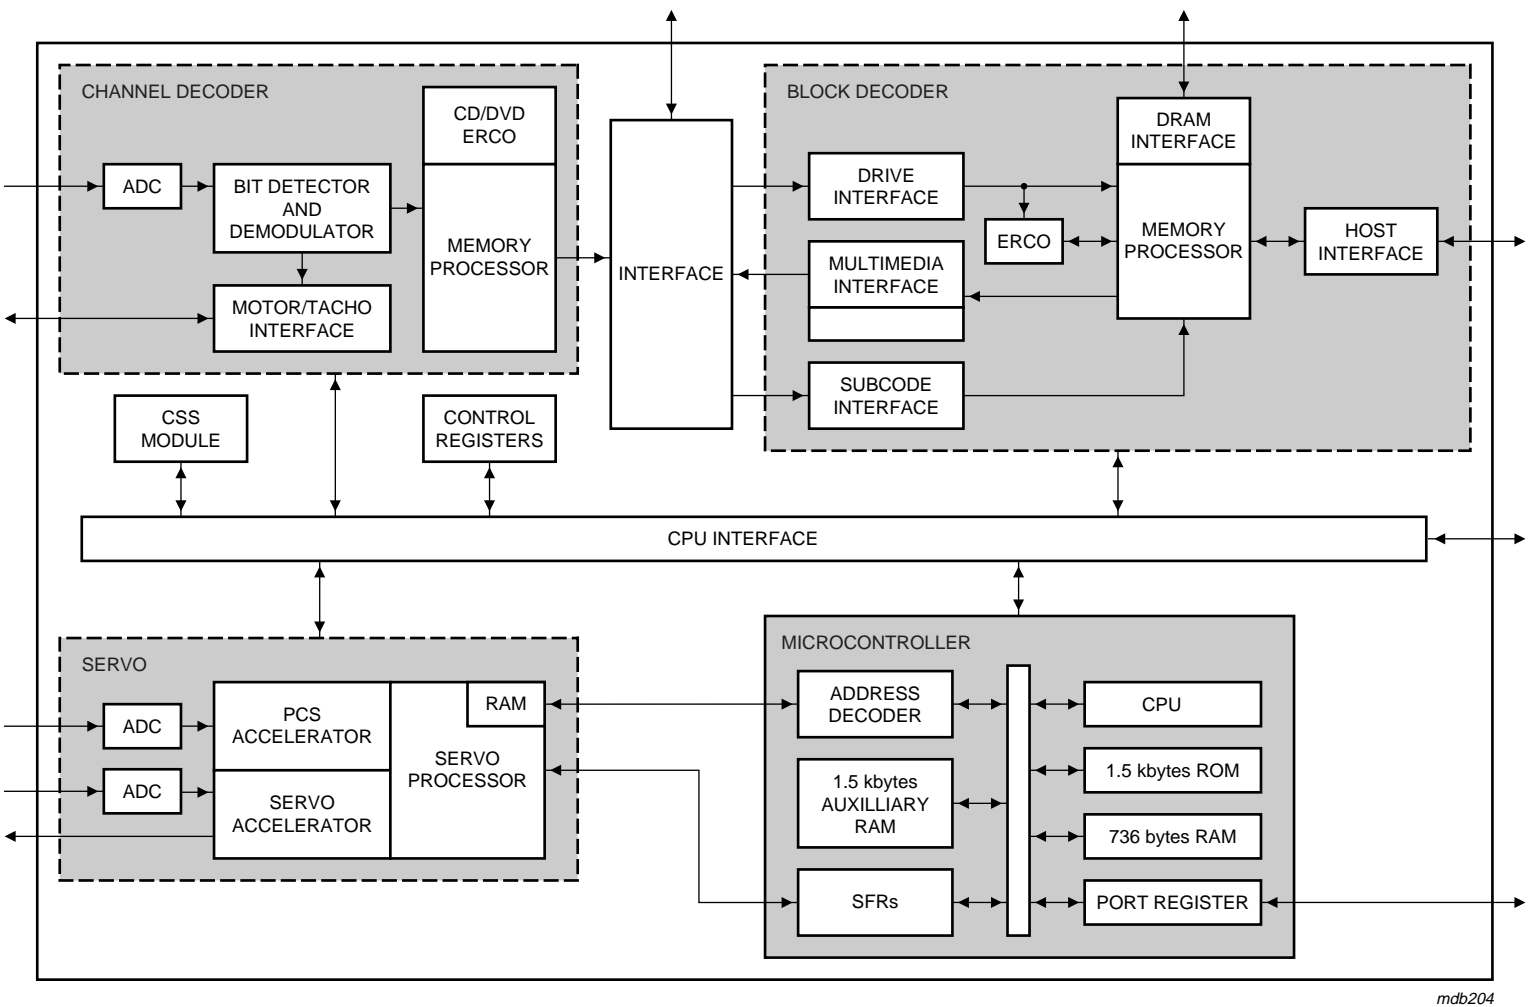 CHANNEL DECODER
CD/DVD
ERCO
ADC
BIT DETECTOR
AND
DEMODULATOR
MEMORY
PROCESSOR
MOTOR/TACHO
INTERFACE
INTERFACE
BLOCK DECODER
DRAM
INTERFACE
DRIVE
INTERFACE
ERCO
MEMORY
PROCESSOR
HOST
INTERFACE
MULTIMEDIA
INTERFACE
SUBCODE
INTERFACE
CSS
MODULE
CONTROL
REGISTERS
CPU INTERFACE
SERVO
ADC
PCS
ACCELERATOR
RAM
SERVO
PROCESSOR
ADC
SERVO
ACCELERATOR
MICROCONTROLLER
ADDRESS
DECODER
CPU
1.5 kbytes
AUXILLIARY
RAM
1.5 kbytes ROM
736 bytes RAM
SFRs
PORT REGISTER
mdb204